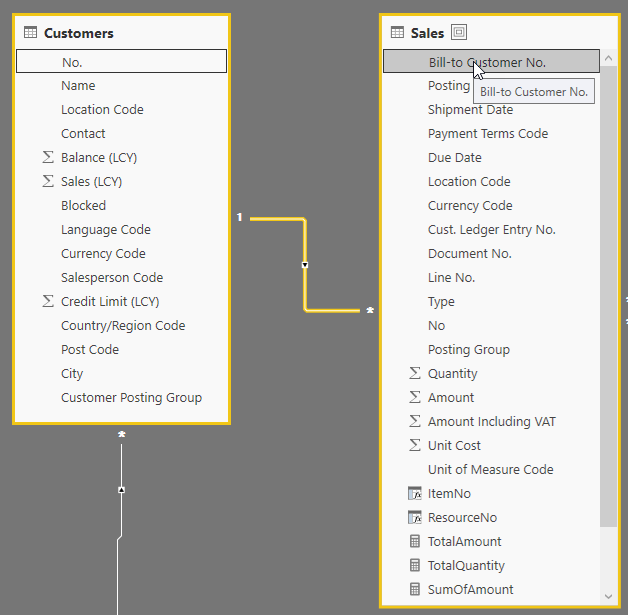 Customers
No.
Name
Location Code
Contact
Σ Balance (LCY)
Σ Sales (LCY)
Blocked
Language Code
Currency Code
Salesperson Code
Σ Credit Limit (LCY)
Country/Region Code
Post Code
City
Customer Posting Group
1
*
*
Sales
Bill-to Customer No.
Posting
Bill-to Customer No.
Shipment Date
Payment Terms Code
Due Date
Location Code
Currency Code
Cust. Ledger Entry No.
Document No.
Line No.
Type
No
Posting Group
Σ Quantity
Σ Amount
Σ Amount Including VAT
Σ Unit Cost
Unit of Measure Code
ItemNo
ResourceNo
TotalAmount
TotalQuantity
SumOfAmount